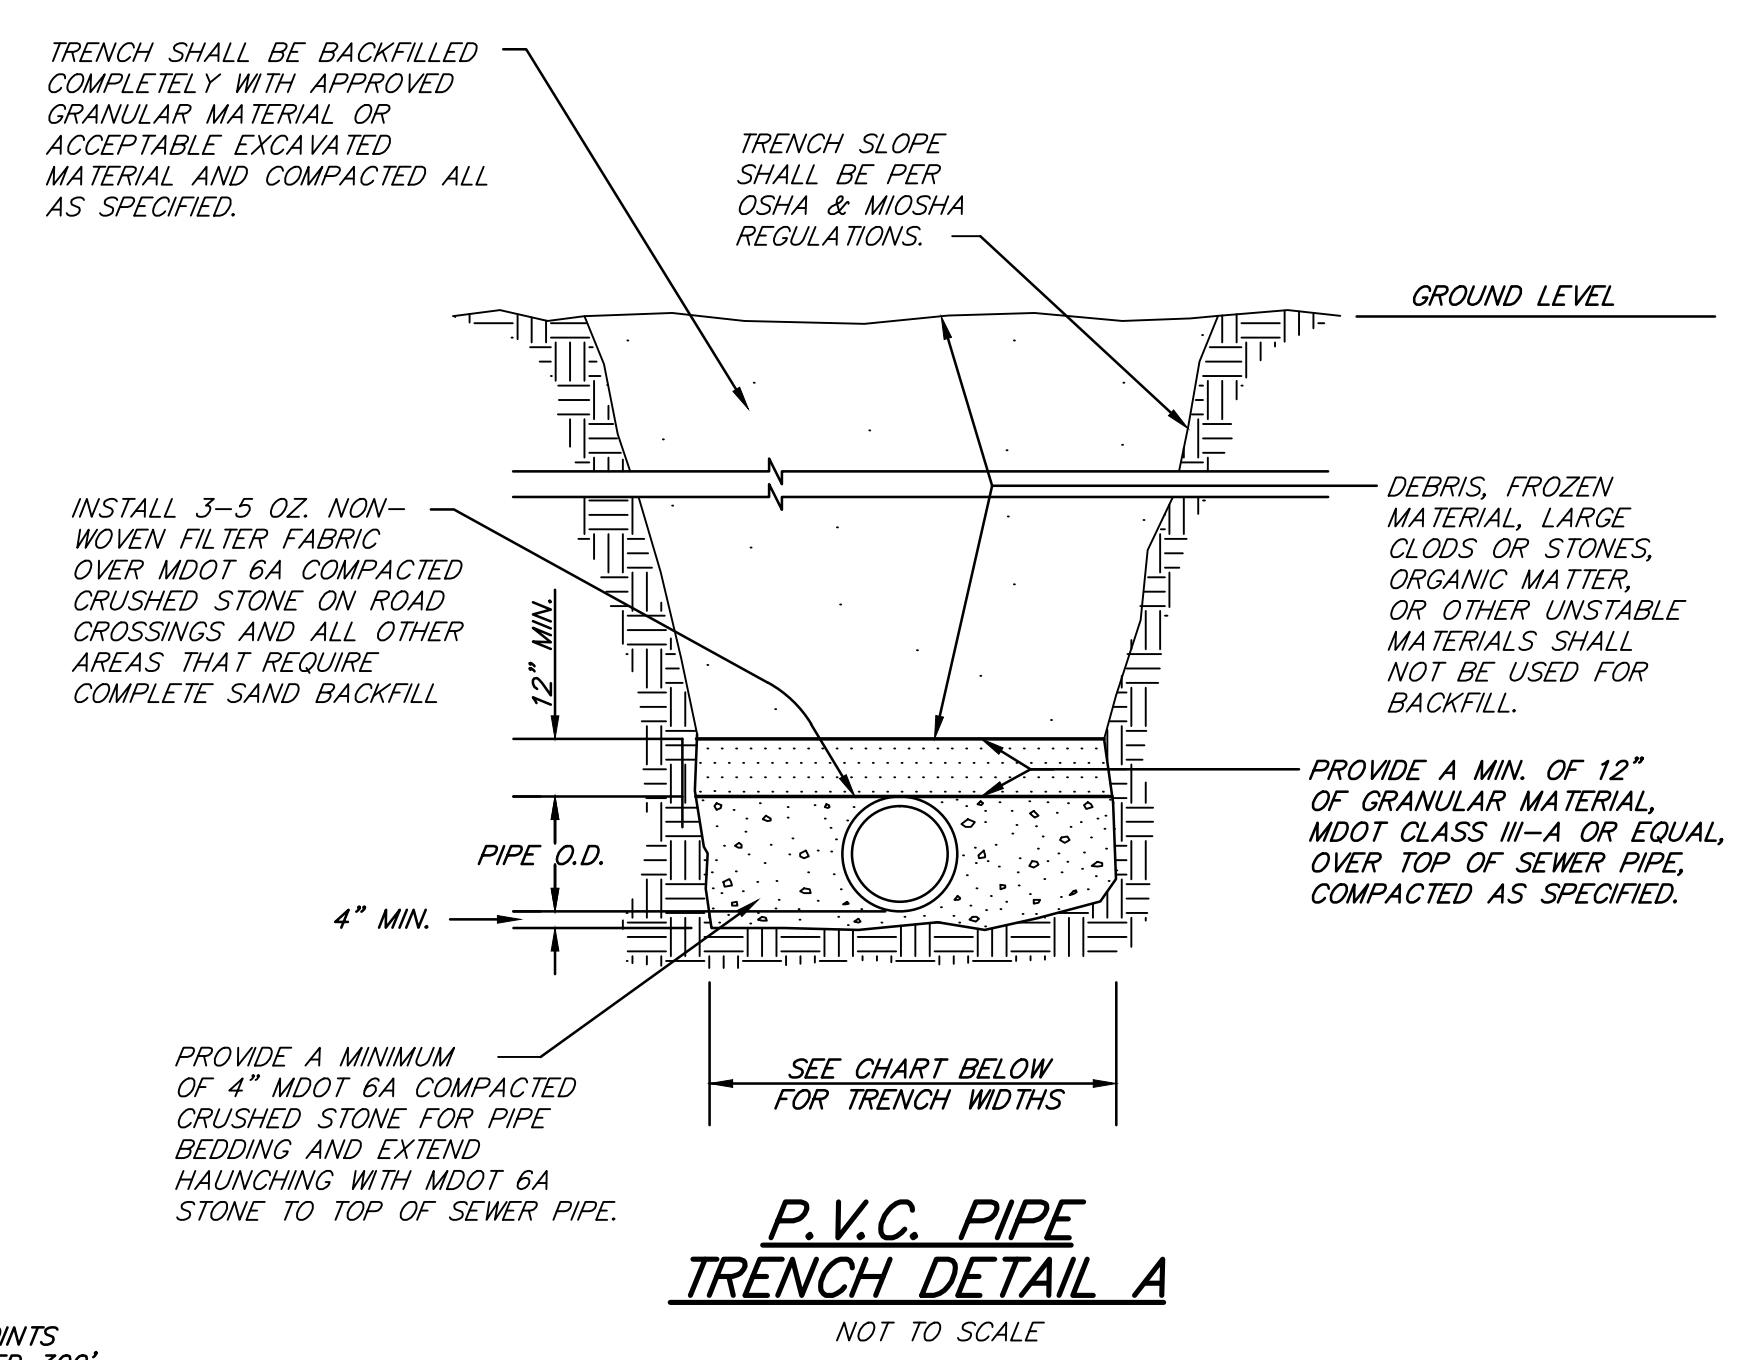 TRENCH SHALL BE BACKFILLED
COMPLETELY WITH APPROVED
GRANULAR MATERIAL OR
ACCEPTABLE EXCAVATED
MATERIAL AND COMPACTED ALL
AS SPECIFIED.
TRENCH SLOPE
SHALL BE PER
OSHA & MIOSHA
REGULATIONS.
GROUND LEVEL
INSTALL 3-5 OZ. NON-
WOVEN FILTER FABRIC
OVER MDOT 6A COMPACTED
CRUSHED STONE ON ROAD
CROSSINGS AND ALL OTHER
AREAS THAT REQUIRE
COMPLETE SAND BACKFILL
12" MIN.
DEBRIS, FROZEN
MATERIAL, LARGE
CLODS OR STONES,
ORGANIC MATTER,
OR OTHER UNSTABLE
MATERIALS SHALL
NOT BE USED FOR
BACKFILL.
PROVIDE A MIN. OF 12"
OF GRANULAR MATERIAL,
MDOT CLASS III-A OR EQUAL,
OVER TOP OF SEWER PIPE,
COMPACTED AS SPECIFIED.
PIPE O.D.
4" MIN.
PROVIDE A MINIMUM
OF 4" MDOT 6A COMPACTED
CRUSHED STONE FOR PIPE
BEDDING AND EXTEND
HAUNCHING WITH MDOT 6A
STONE TO TOP OF SEWER PIPE.
SEE CHART BELOW
FOR TRENCH WIDTHS
P.V.C. PIPE
TRENCH DETAIL A
NOT TO SCALE